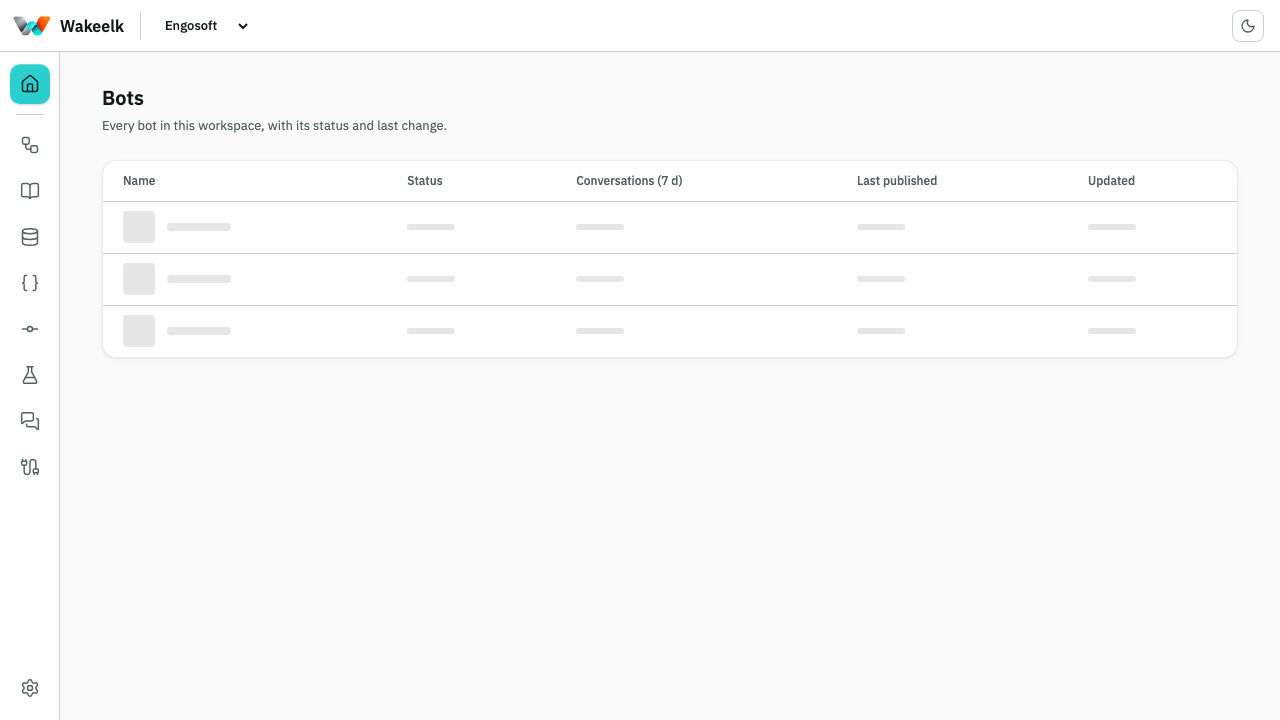 Wakeelk
Engosoft
Bots
Every bot in this workspace, with its status and last change.
Name Status Conversations (7 d) Last published Updated